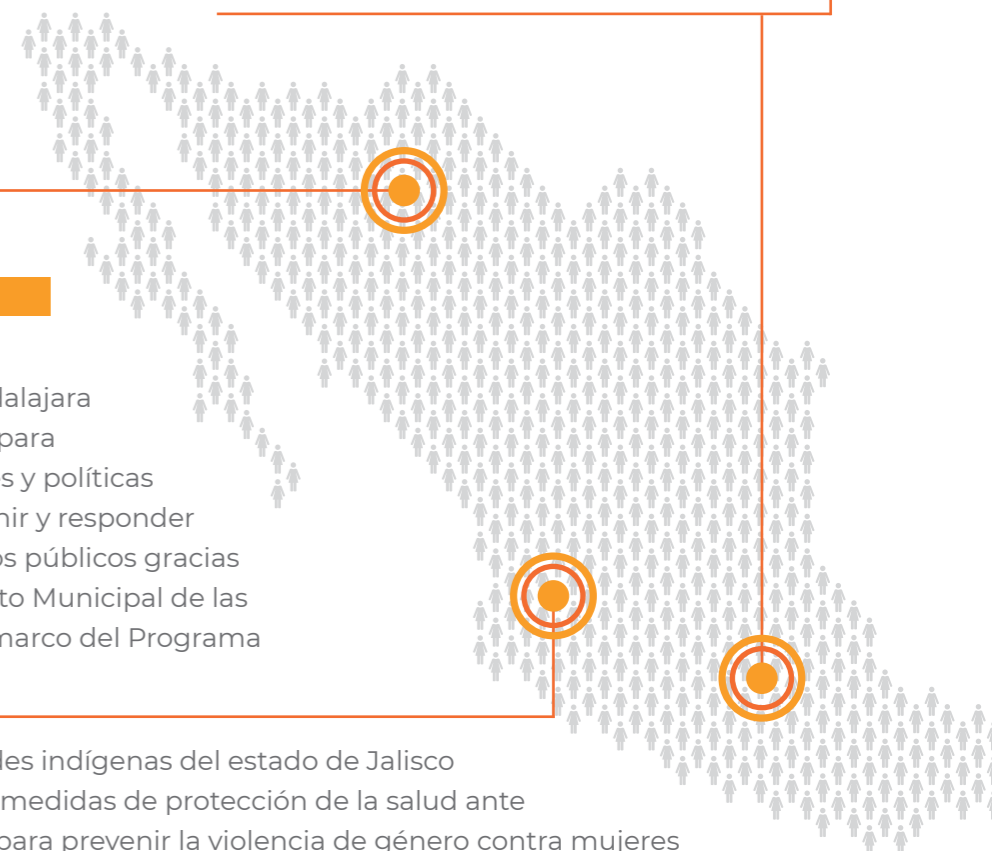 dalajara
para
s y políticas
nir y responder
os públicos gracias
to Municipal de las
marco del Programa
des indígenas del estado de Jalisco
medidas de protección de la salud ante
para prevenir la violencia de género contra mujeres